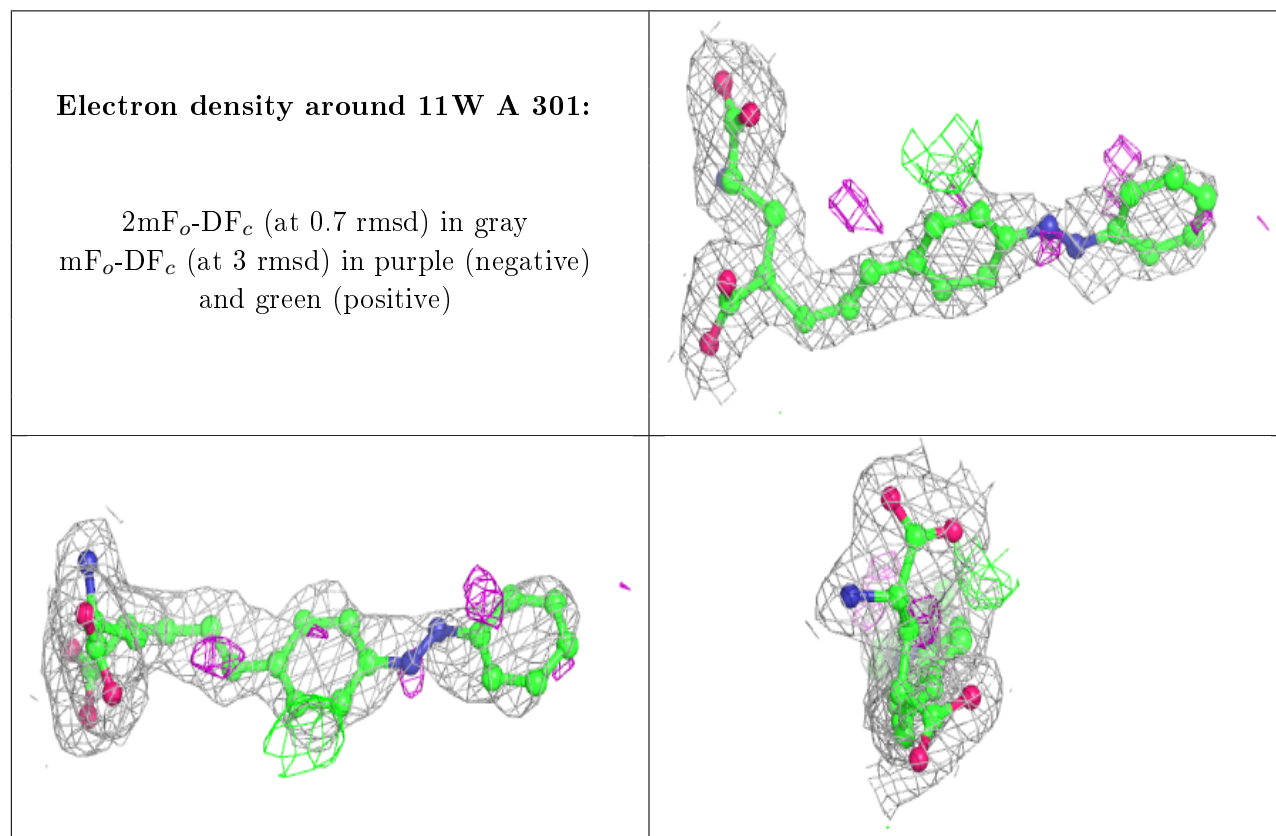 Electron density around 11W A 301:
2mFo-DFc (at 0.7 rmsd) in gray
mFo-DFc (at 3 rmsd) in purple (negative)
and green (positive)